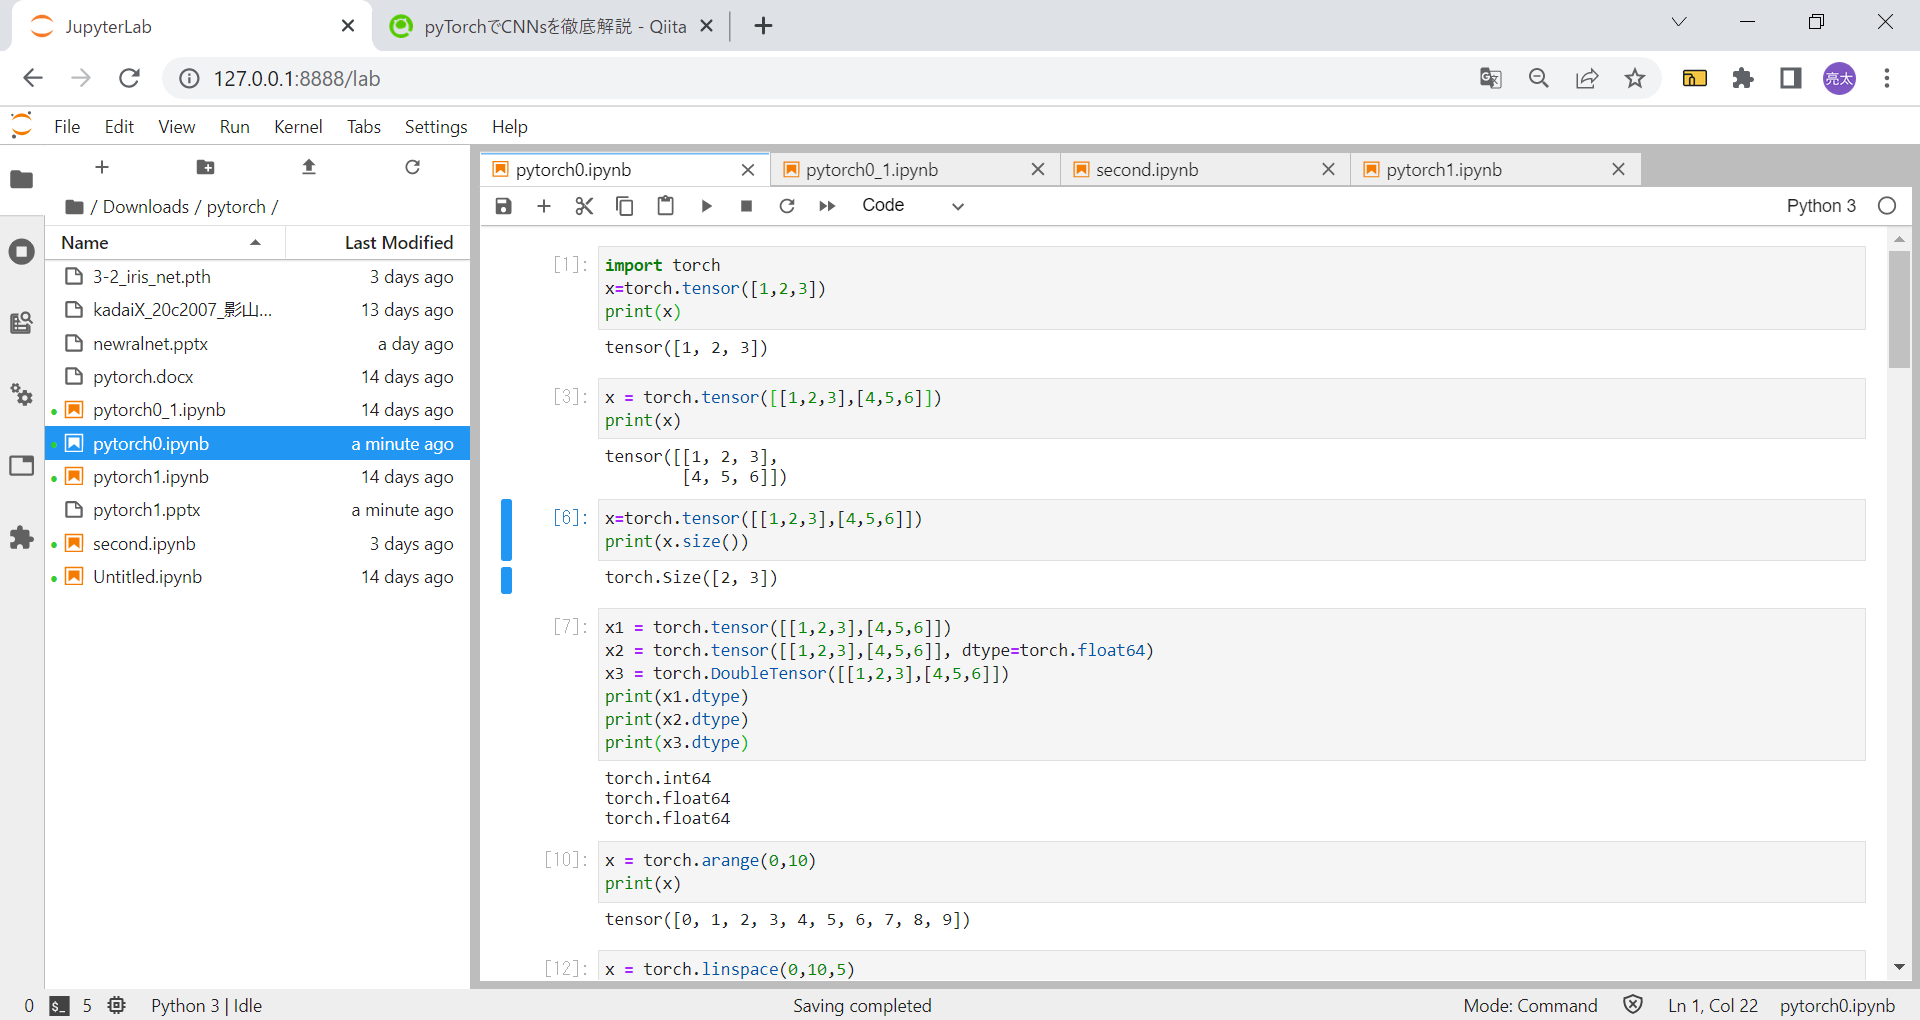 JupyterLab
pyTorchでCNNsを徹底解説 - Qiita
127.0.0.1:8888/lab
亮太
File Edit View Run Kernel Tabs Settings Help
/ Downloads / pytorch /
Name Last Modified
3-2_iris_net.pth 3 days ago
kadaiX_20c2007_影山... 13 days ago
newralnet.pptx a day ago
pytorch.docx 14 days ago
pytorch0_1.ipynb 14 days ago
pytorch0.ipynb a minute ago
pytorch1.ipynb 14 days ago
pytorch1.pptx a minute ago
second.ipynb 3 days ago
Untitled.ipynb 14 days ago
pytorch0.ipynb pytorch0_1.ipynb second.ipynb pytorch1.ipynb
Code Python 3
[1]: import torch
x=torch.tensor([1,2,3])
print(x)
tensor([1, 2, 3])
[3]: x = torch.tensor([[1,2,3],[4,5,6]])
print(x)
tensor([[1, 2, 3],
[4, 5, 6]])
[6]: x=torch.tensor([[1,2,3],[4,5,6]])
print(x.size())
torch.Size([2, 3])
[7]: x1 = torch.tensor([[1,2,3],[4,5,6]])
x2 = torch.tensor([[1,2,3],[4,5,6]], dtype=torch.float64)
x3 = torch.DoubleTensor([[1,2,3],[4,5,6]])
print(x1.dtype)
print(x2.dtype)
print(x3.dtype)
torch.int64
torch.float64
torch.float64
[10]: x = torch.arange(0,10)
print(x)
tensor([0, 1, 2, 3, 4, 5, 6, 7, 8, 9])
[12]: x = torch.linspace(0,10,5)
0 5 Python 3 | Idle Saving completed Mode: Command Ln 1, Col 22 pytorch0.ipynb